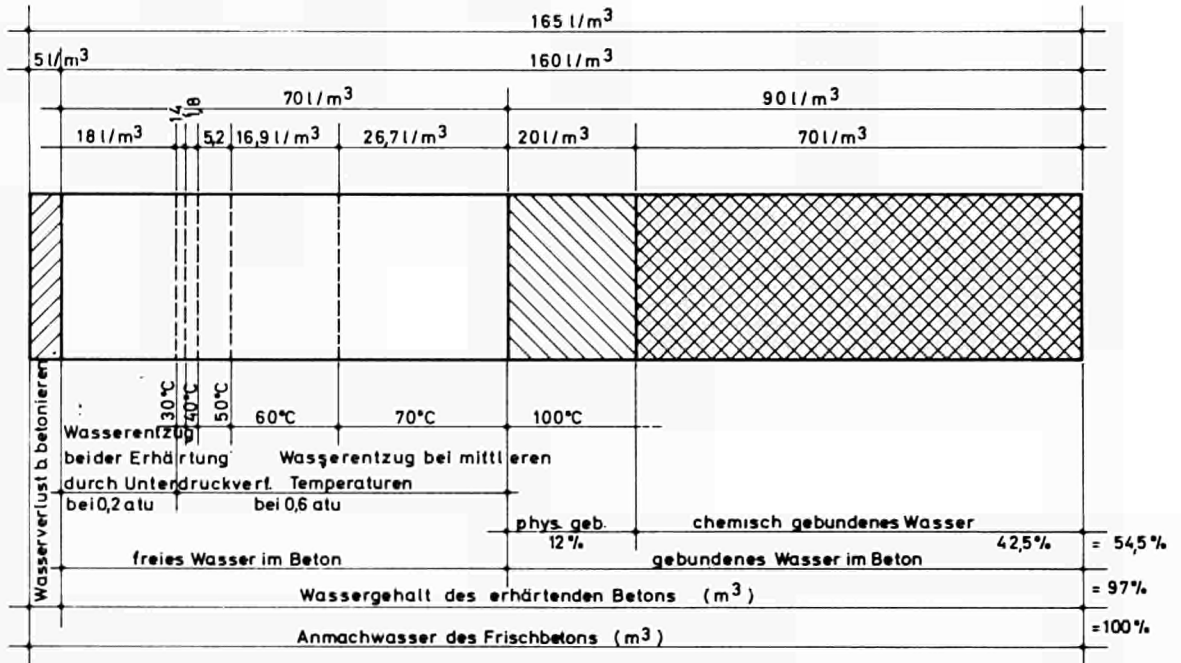 165 l/m³
5 l/m³
160 l/m³
70 l/m³
90 l/m³
18 l/m³
1,4
1,8
5,2
16,9 l/m³
26,7 l/m³
20 l/m³
70 l/m³
Wasserverlust b. betonieren
30°C
40°C
50°C
60°C
70°C
100°C
Wasserentzug
beider Erhärtung
durch Unterdruckverf.
bei 0,2 atu
Wasserentzug bei mittleren
Temperaturen
bei 0,6 atu
phys. geb.
12 %
chemisch gebundenes Wasser
42,5% = 54,5 %
freies Wasser im Beton
gebundenes Wasser im Beton
Wassergehalt des erhärtenden Betons (m³) = 97%
Anmachwasser des Frischbetons (m³) =100%